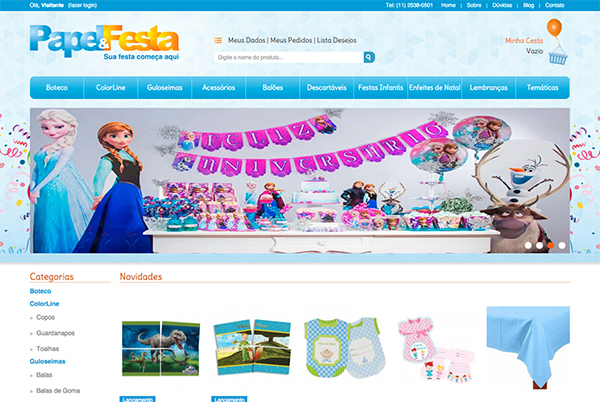 Olá, Visitante (fazer login)
Tel: (11) 2538-0501 Home | Sobre | Dúvidas | Blog | Contato
Papel&Festa
Sua festa começa aqui
Meus Dados | Meus Pedidos | Lista Desejos
Digite o nome do produto...
Minha Cesta
Vazio
Boteco ColorLine Guloseimas Acessórios Balões Descartáveis Festas Infantis Enfeites de Natal Lembranças Temáticas
FELIZ
ANIVERSÁRIO
Categorias
Boteco
ColorLine
Copos
Guardanapos
Toalhas
Guloseimas
Balas
Balas de Goma
Novidades
Lançamento Lançamento